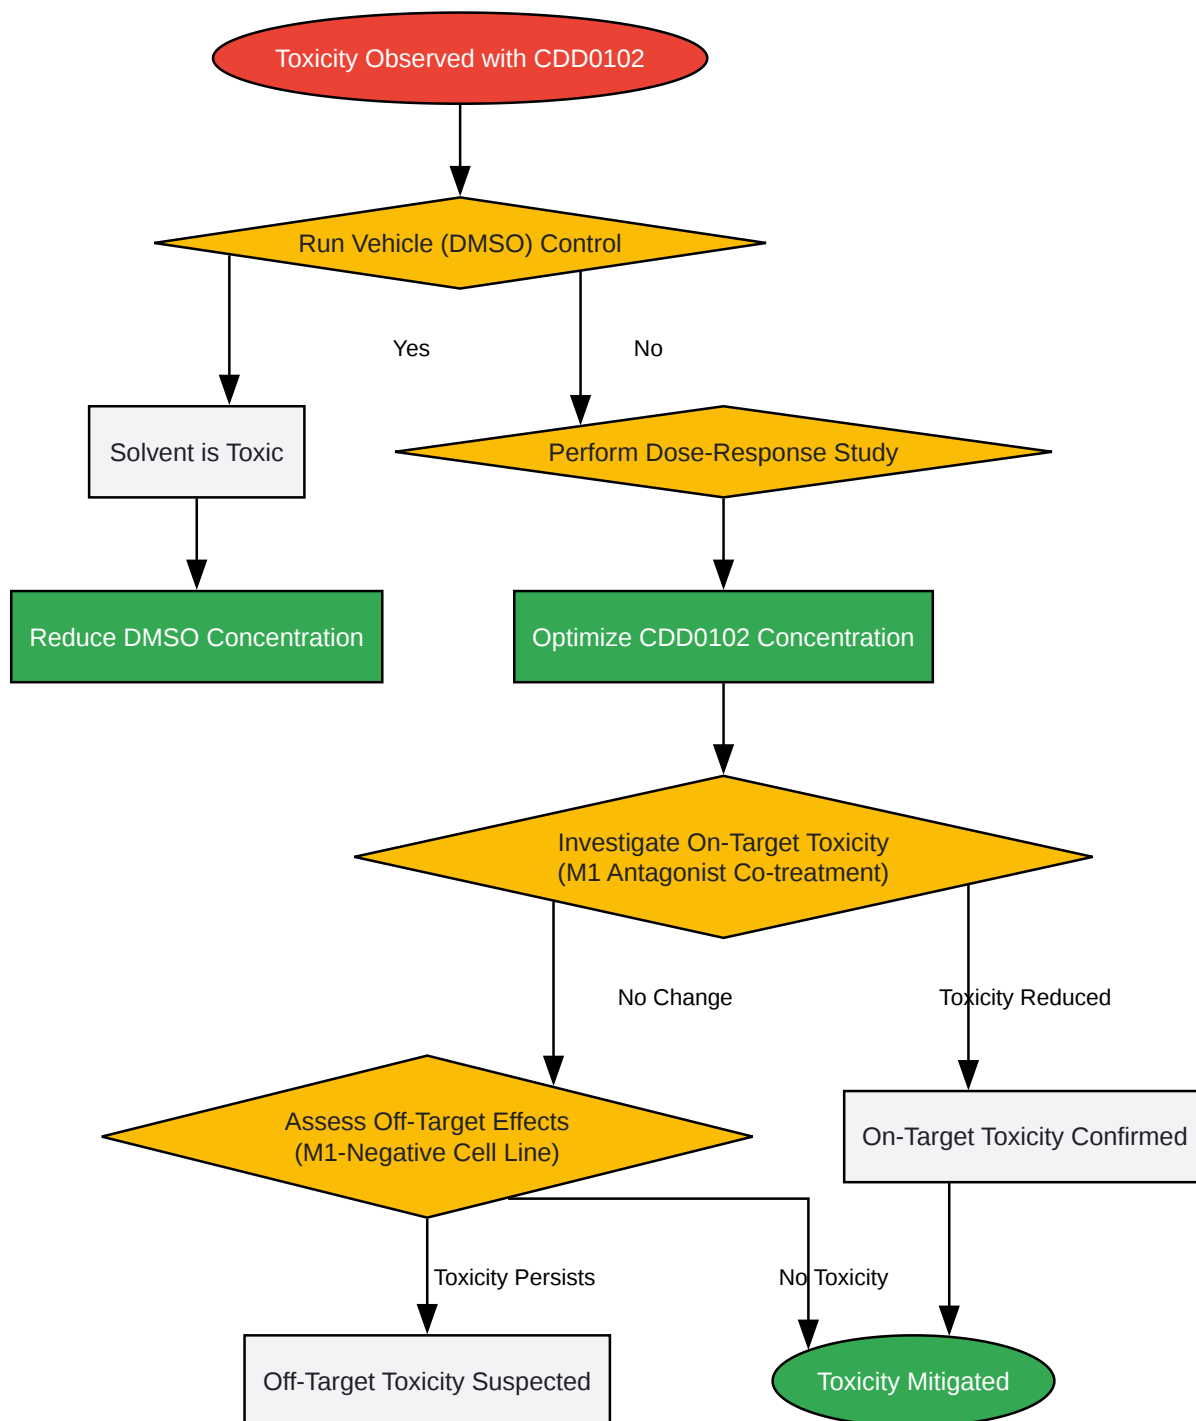 Toxicity Observed with CDD0102
Run Vehicle (DMSO) Control
Yes
No
Solvent is Toxic
Perform Dose-Response Study
Reduce DMSO Concentration
Optimize CDD0102 Concentration
Investigate On-Target Toxicity
(M1 Antagonist Co-treatment)
No Change
Toxicity Reduced
Assess Off-Target Effects
(M1-Negative Cell Line)
On-Target Toxicity Confirmed
Toxicity Persists
No Toxicity
Off-Target Toxicity Suspected
Toxicity Mitigated